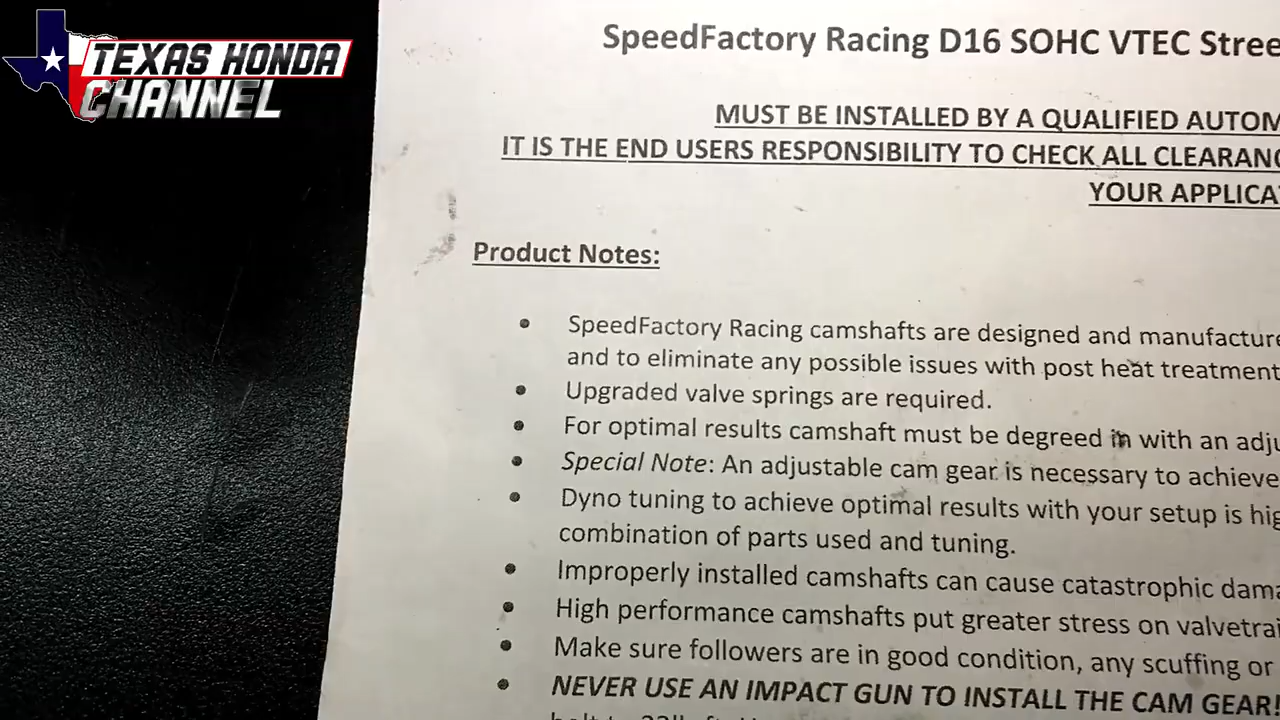 TEXAS HONDA
CHANNEL
SpeedFactory Racing D16 SOHC VTEC Stree
MUST BE INSTALLED BY A QUALIFIED AUTOM
IT IS THE END USERS RESPONSIBILITY TO CHECK ALL CLEARANC
YOUR APPLICA
Product Notes:
• SpeedFactory Racing camshafts are designed and manufacture
and to eliminate any possible issues with post heat treatment
• Upgraded valve springs are required.
• For optimal results camshaft must be degreed in with an adju
• Special Note: An adjustable cam gear is necessary to achieve
• Dyno tuning to achieve optimal results with your setup is hig
combination of parts used and tuning.
• Improperly installed camshafts can cause catastrophic dama
• High performance camshafts put greater stress on valvetrai
• Make sure followers are in good condition, any scuffing or
• NEVER USE AN IMPACT GUN TO INSTALL THE CAM GEAR!